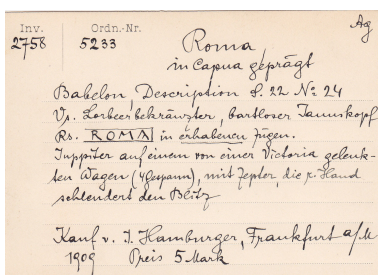 Inv. Ordn.-Nr. Ag
2758 5233 Roma
in Capua geprägt
Babelon, Description S. 22 No 24
Vs. Lorbeerbekränzter, bartloser Januskopf
Rs. ROMA in erhabenen Zügen.
Juppiter auf einem von einer Victoria gelenk-
ten Wagen (4gespann), mit Zepter, die r. Hand
schleudert den Blitz
Kauf v. J. Hamburger, Frankfurt a/M
1909 Preis 5 Mark